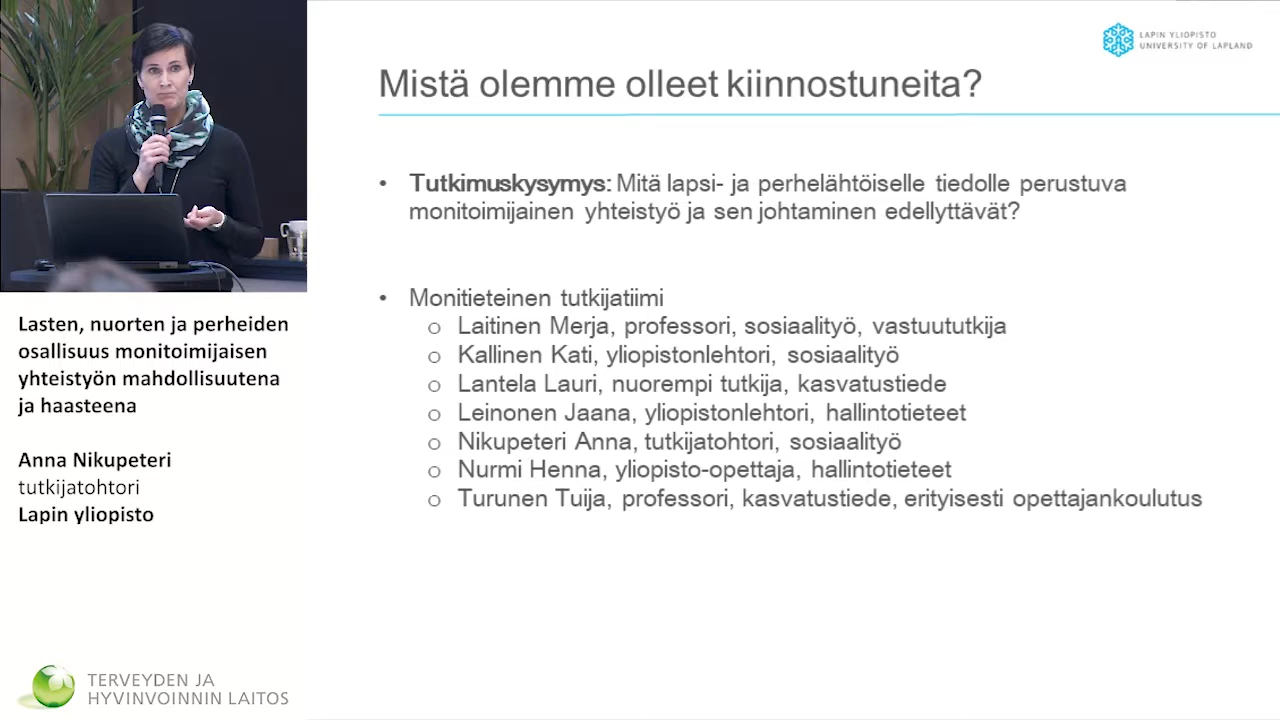 LAPIN YLIOPISTO
UNIVERSITY OF LAPLAND
Mistä olemme olleet kiinnostuneita?
• Tutkimuskysymys: Mitä lapsi- ja perhelähtöiselle tiedolle perustuva
monitoimijainen yhteistyö ja sen johtaminen edellyttävät?
• Monitieteinen tutkijatiimi
o Laitinen Merja, professori, sosiaalityö, vastuututkija
o Kallinen Kati, yliopistonlehtori, sosiaalityö
o Lantela Lauri, nuorempi tutkija, kasvatustiede
o Leinonen Jaana, yliopistonlehtori, hallintotieteet
o Nikupeteri Anna, tutkijatohtori, sosiaalityö
o Nurmi Henna, yliopisto-opettaja, hallintotieteet
o Turunen Tuija, professori, kasvatustiede, erityisesti opettajankoulutus
Lasten, nuorten ja perheiden
osallisuus monitoimijaisen
yhteistyön mahdollisuutena
ja haasteena
Anna Nikupeteri
tutkijatohtori
Lapin yliopisto
TERVEYDEN JA
HYVINVOINNIN LAITOS